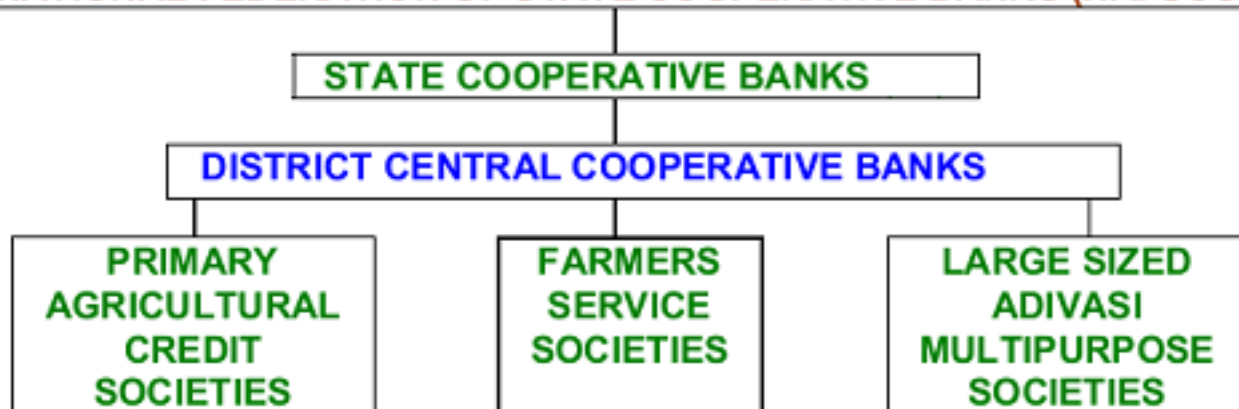 STATE COOPERATIVE BANKS
DISTRICT CENTRAL COOPERATIVE BANKS
PRIMARY
AGRICULTURAL
CREDIT
SOCIETIES
FARMERS
SERVICE
SOCIETIES
LARGE SIZED
ADIVASI
MULTIPURPOSE
SOCIETIES